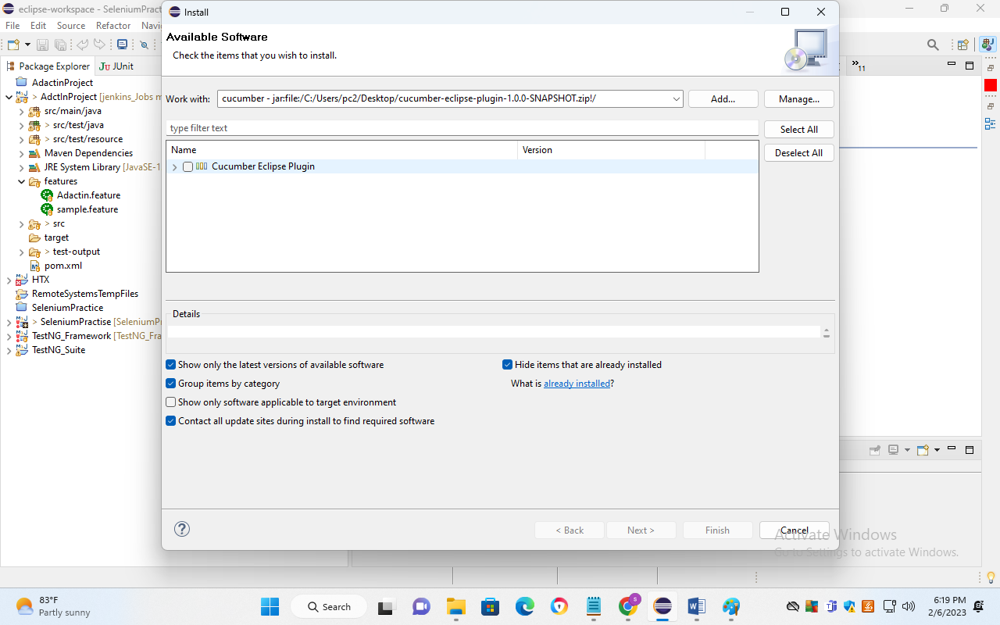 eclipse-workspace - SeleniumPract
File Edit Source Refactor Navi
Package Explorer JUnit
AdactinProject
> AdctInProject [jenkins_Jobs m
src/main/java
> src/test/java
> src/test/resource
Maven Dependencies
JRE System Library [JavaSE-1
features
Adactin.feature
sample.feature
> src
target
> test-output
pom.xml
HTX
RemoteSystemsTempFiles
SeleniumPractice
> SeleniumPractise [SeleniumP
TestNG_Framework [TestNG_Fra
TestNG_Suite
Install
Available Software
Check the items that you wish to install.
Work with: cucumber - jar:file:/C:/Users/pc2/Desktop/cucumber-eclipse-plugin-1.0.0-SNAPSHOT.zip!/ Add... Manage...
type filter text Select All
Name Version Deselect All
Cucumber Eclipse Plugin
Details
Show only the latest versions of available software Hide items that are already installed
Group items by category What is already installed?
Show only software applicable to target environment
Contact all update sites during install to find required software
? < Back Next > Finish Cancel
»11
Activate Windows
Go to Settings to activate Windows.
83°F
Partly sunny
Search
6:19 PM
2/6/2023